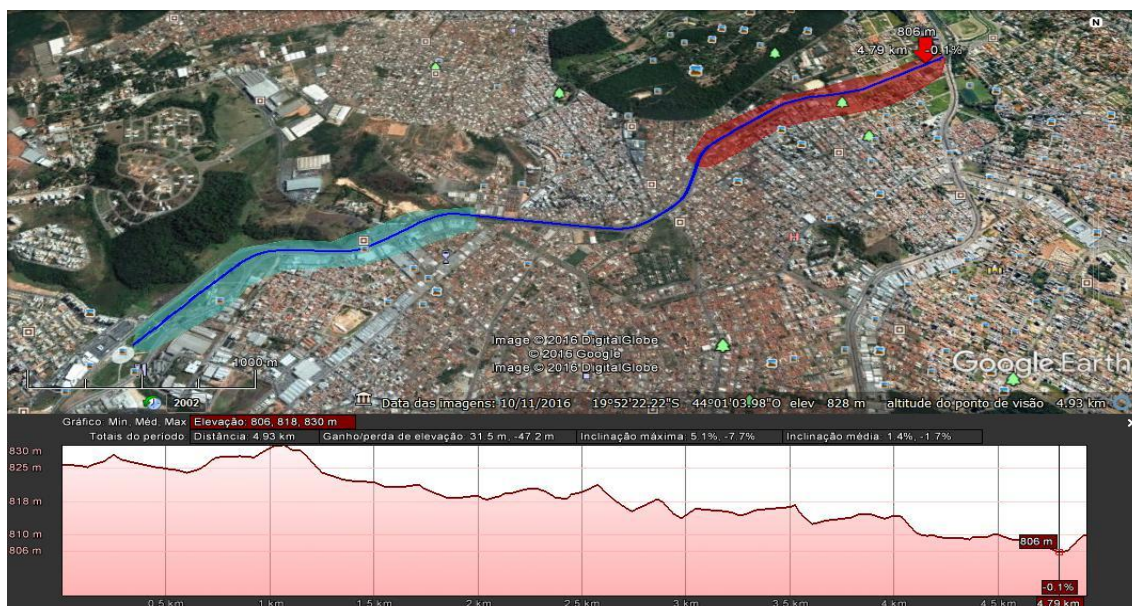 N
806 m
4.79 km -0.1%
1000 m
Image © 2016 DigitalGlobe
© 2016 Google
Image © 2016 DigitalGlobe
Google Earth
2002
Data das imagens: 10/11/2016 19°52'22.22"S 44°01'03.98"O elev 828 m altitude do ponto de visão 4.93 km
Gráfico: Mín, Méd, Máx Elevação: 806, 818, 830 m
Totais do período: Distância: 4.93 km Ganho/perda de elevação: 31.5 m, -47.2 m Inclinação máxima: 5.1%, -7.7% Inclinação média: 1.4%, -1.7%
830 m
825 m
818 m
810 m
806 m
806 m
-0.1%
0.5 km 1 km 1.5 km 2 km 2.5 km 3 km 3.5 km 4 km 4.5 km 4.79 km